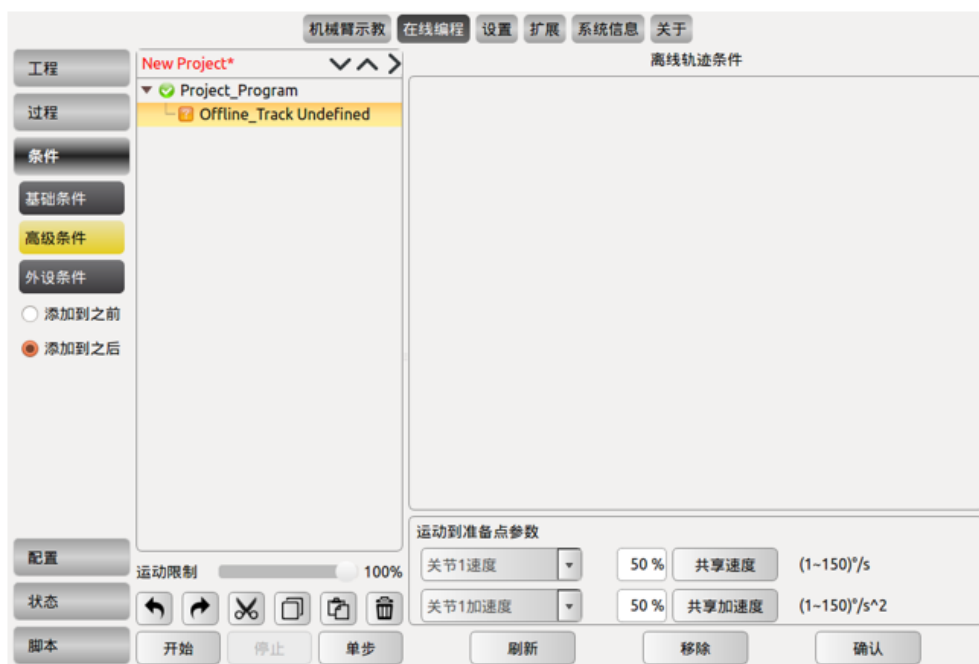 机械臂示教 在线编程 设置 扩展 系统信息 关于
工程
过程
条件
基础条件
高级条件
外设条件
添加到之前
添加到之后
配置
状态
脚本
New Project*
Project_Program
Offline_Track Undefined
运动限制 100%
开始 停止 单步
离线轨迹条件
运动到准备点参数
关节1速度 50 % 共享速度 (1~150)°/s
关节1加速度 50 % 共享加速度 (1~150)°/s^2
刷新 移除 确认